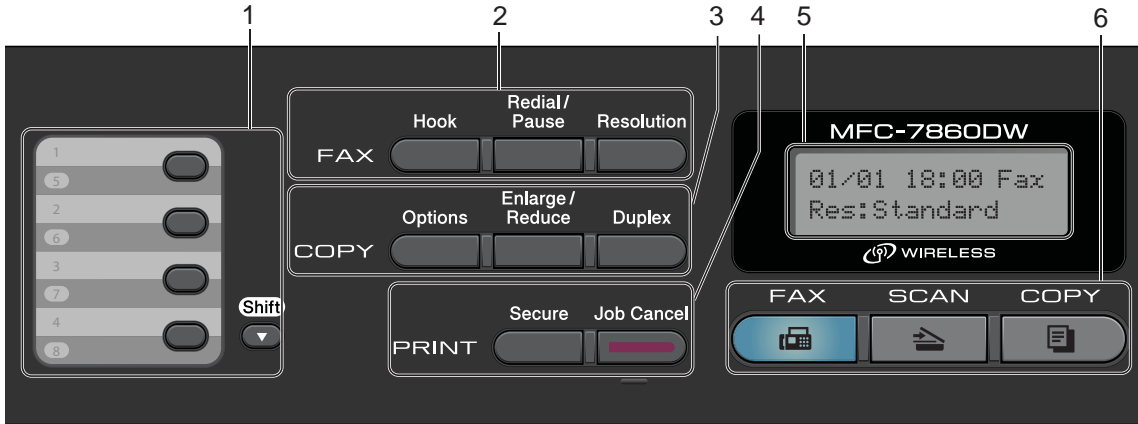 1 2 3 4 5 6
1
5
2
6
3
7
4
8
Shift
FAX
Hook
Redial /
Pause
Resolution
COPY
Options
Enlarge /
Reduce
Duplex
PRINT
Secure
Job Cancel
MFC-7860DW
01/01 18:00 Fax
Res:Standard
WIRELESS
FAX SCAN COPY